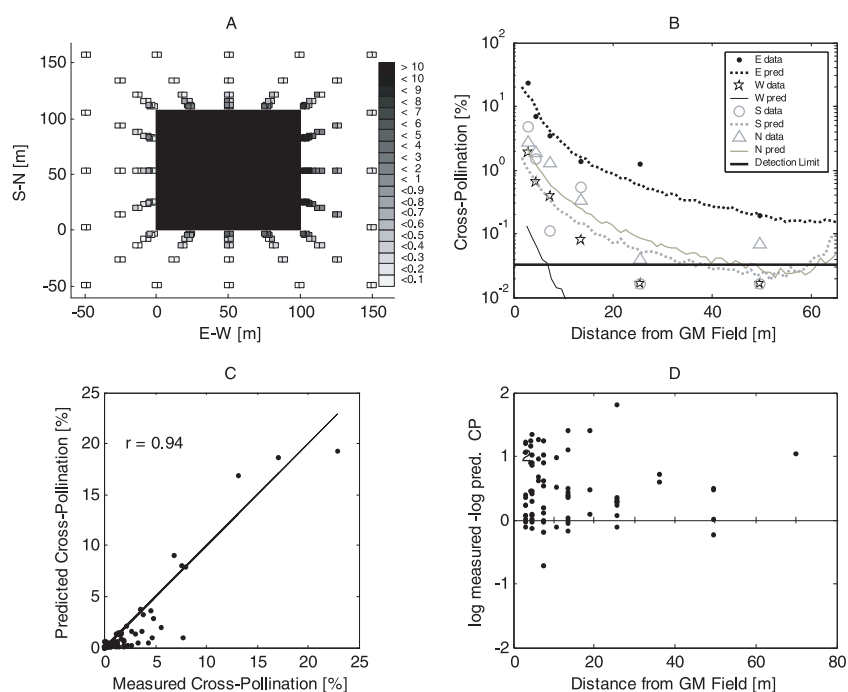 A
S-N [m]
150
100
50
0
-50
-50 0 50 100 150
E-W [m]
> 10
< 10
< 9
< 8
< 7
< 6
< 5
< 4
< 3
< 2
< 1
<0.9
<0.8
<0.7
<0.6
<0.5
<0.4
<0.3
<0.2
<0.1
B
Cross-Pollination [%]
10^2
10^1
10^0
10^-1
10^-2
0 20 40 60
Distance from GM Field [m]
E data
E pred
W data
W pred
S data
S pred
N data
N pred
Detection Limit
C
Predicted Cross-Pollination [%]
25
20
15
10
5
0
r = 0.94
0 5 10 15 20 25
Measured Cross-Pollination [%]
D
log measured -log pred. CP
2
1
0
-1
-2
2
0 20 40 60 80
Distance from GM Field [m]